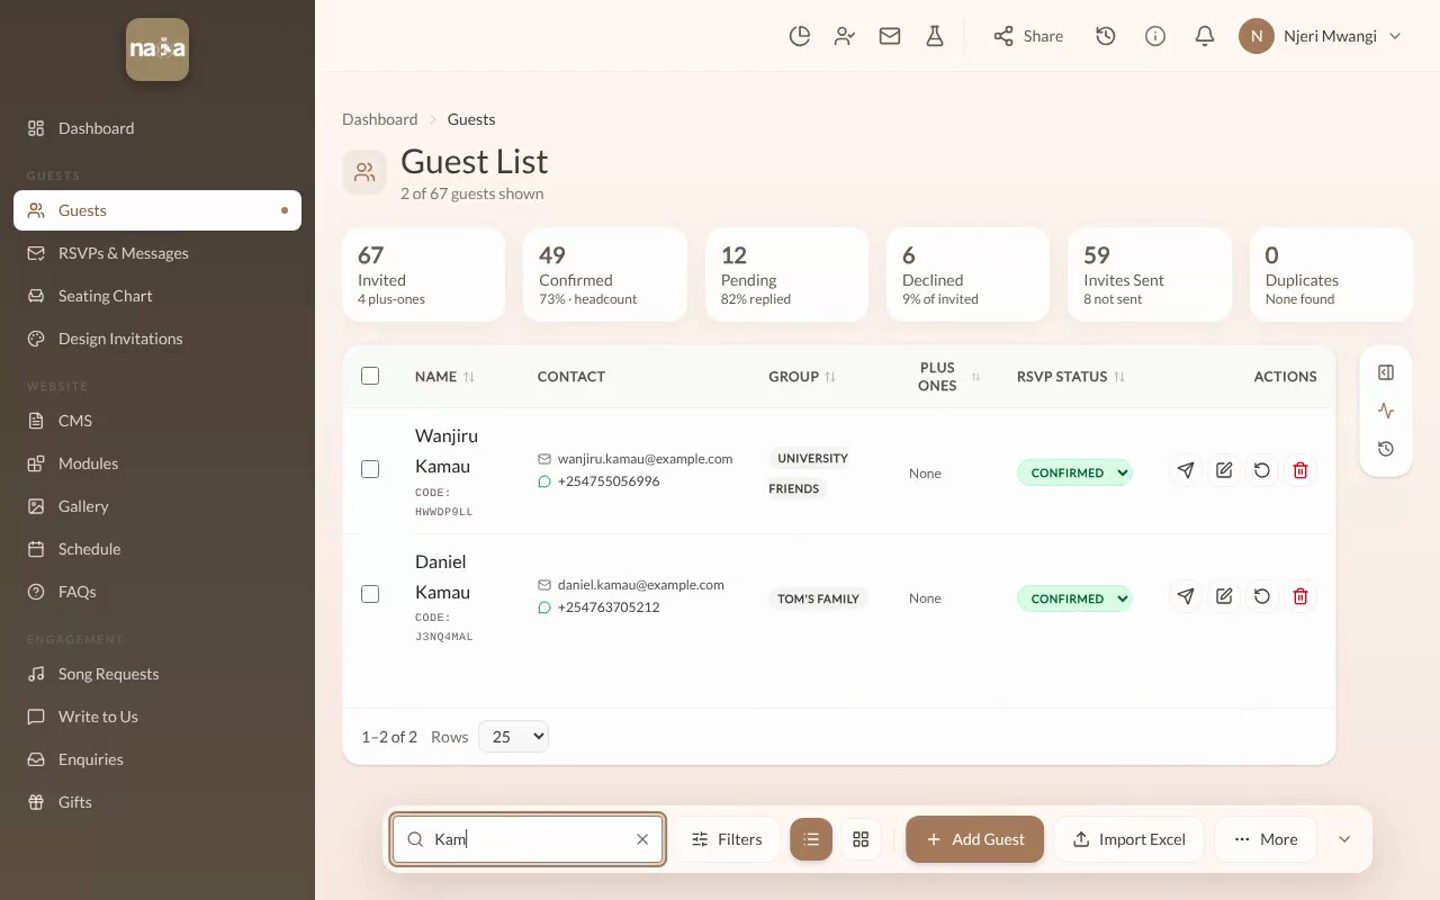 naia
Dashboard
GUESTS
Guests
RSVPs & Messages
Seating Chart
Design Invitations
WEBSITE
CMS
Modules
Gallery
Schedule
FAQs
ENGAGEMENT
Song Requests
Write to Us
Enquiries
Gifts
Share
N
Njeri Mwangi
Dashboard > Guests
Guest List
2 of 67 guests shown
67
Invited
4 plus-ones
49
Confirmed
73% · headcount
12
Pending
82% replied
6
Declined
9% of invited
59
Invites Sent
8 not sent
0
Duplicates
None found
NAME
CONTACT
GROUP
PLUS
ONES
RSVP STATUS
ACTIONS
Wanjiru
Kamau
CODE:
HWWDP9LL
wanjiru.kamau@example.com
+254755056996
UNIVERSITY
FRIENDS
None
CONFIRMED
Daniel
Kamau
CODE:
J3NQ4MAL
daniel.kamau@example.com
+254763705212
TOM'S FAMILY
None
CONFIRMED
1–2 of 2 Rows 25
Kam
Filters
+ Add Guest
Import Excel
··· More